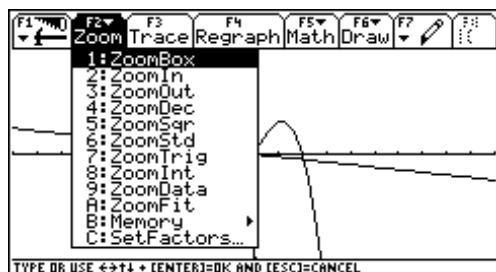 F1 F2 F3 F4 F5 F6 F7
Zoom Trace Regraph Math Draw
1:ZoomBox
2:ZoomIn
3:ZoomOut
4:ZoomDec
5:ZoomSqr
6:ZoomStd
7:ZoomTrig
8:ZoomInt
9:ZoomData
A:ZoomFit
B:Memory
C:SetFactors…
TYPE OR USE ←→↑↓ + [ENTER]=OK AND [ESC]=CANCEL